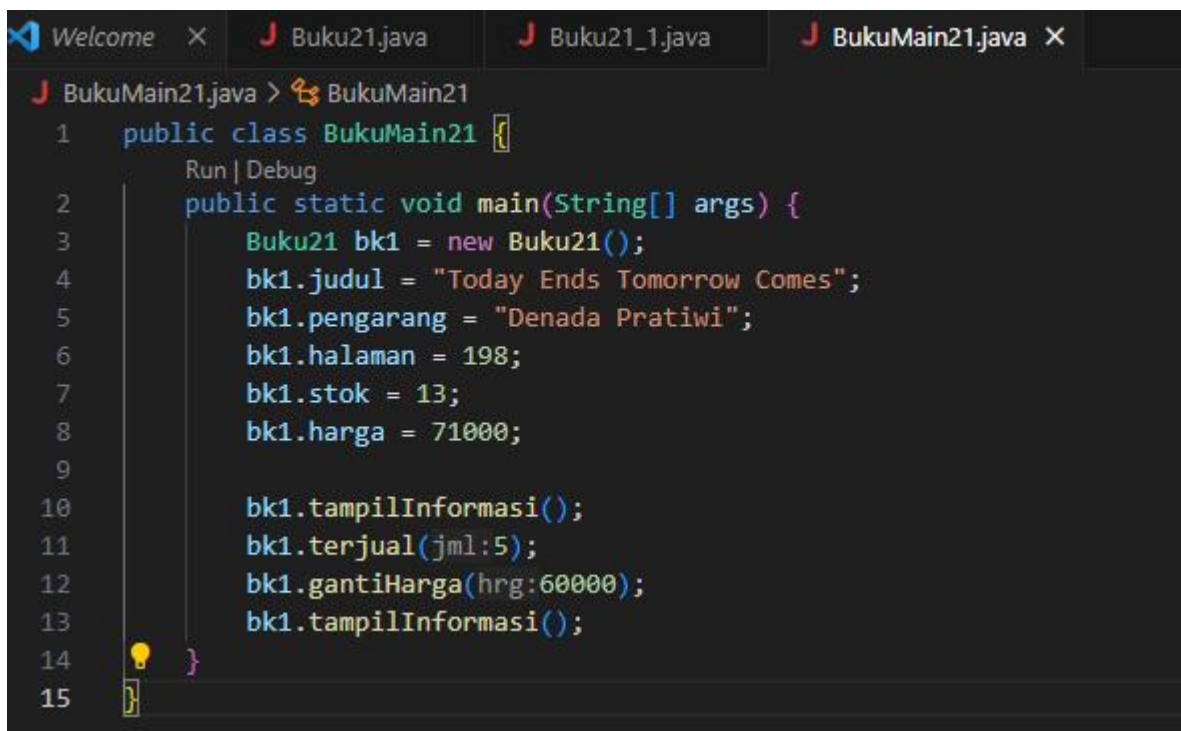 Welcome × J Buku21.java J Buku21_1.java J BukuMain21.java ×
J BukuMain21.java > BukuMain21
1 public class BukuMain21 {
Run | Debug
2 public static void main(String[] args) {
3 Buku21 bk1 = new Buku21();
4 bk1.judul = "Today Ends Tomorrow Comes";
5 bk1.pengarang = "Denada Pratiwi";
6 bk1.halaman = 198;
7 bk1.stok = 13;
8 bk1.harga = 71000;
9
10 bk1.tampilInformasi();
11 bk1.terjual(jml:5);
12 bk1.gantiHarga(hrg:60000);
13 bk1.tampilInformasi();
14 }
15 }